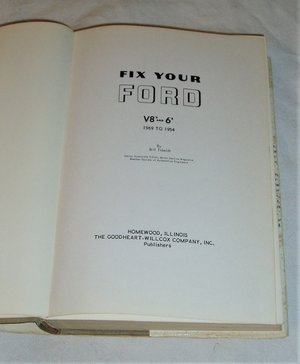 FIX YOUR
FORD
V8's AND 6's
1969 TO 1954
By
Bill Toboldt
HOMEWOOD, ILLINOIS
THE GOODHEART-WILLCOX COMPANY, INC.
Publishers